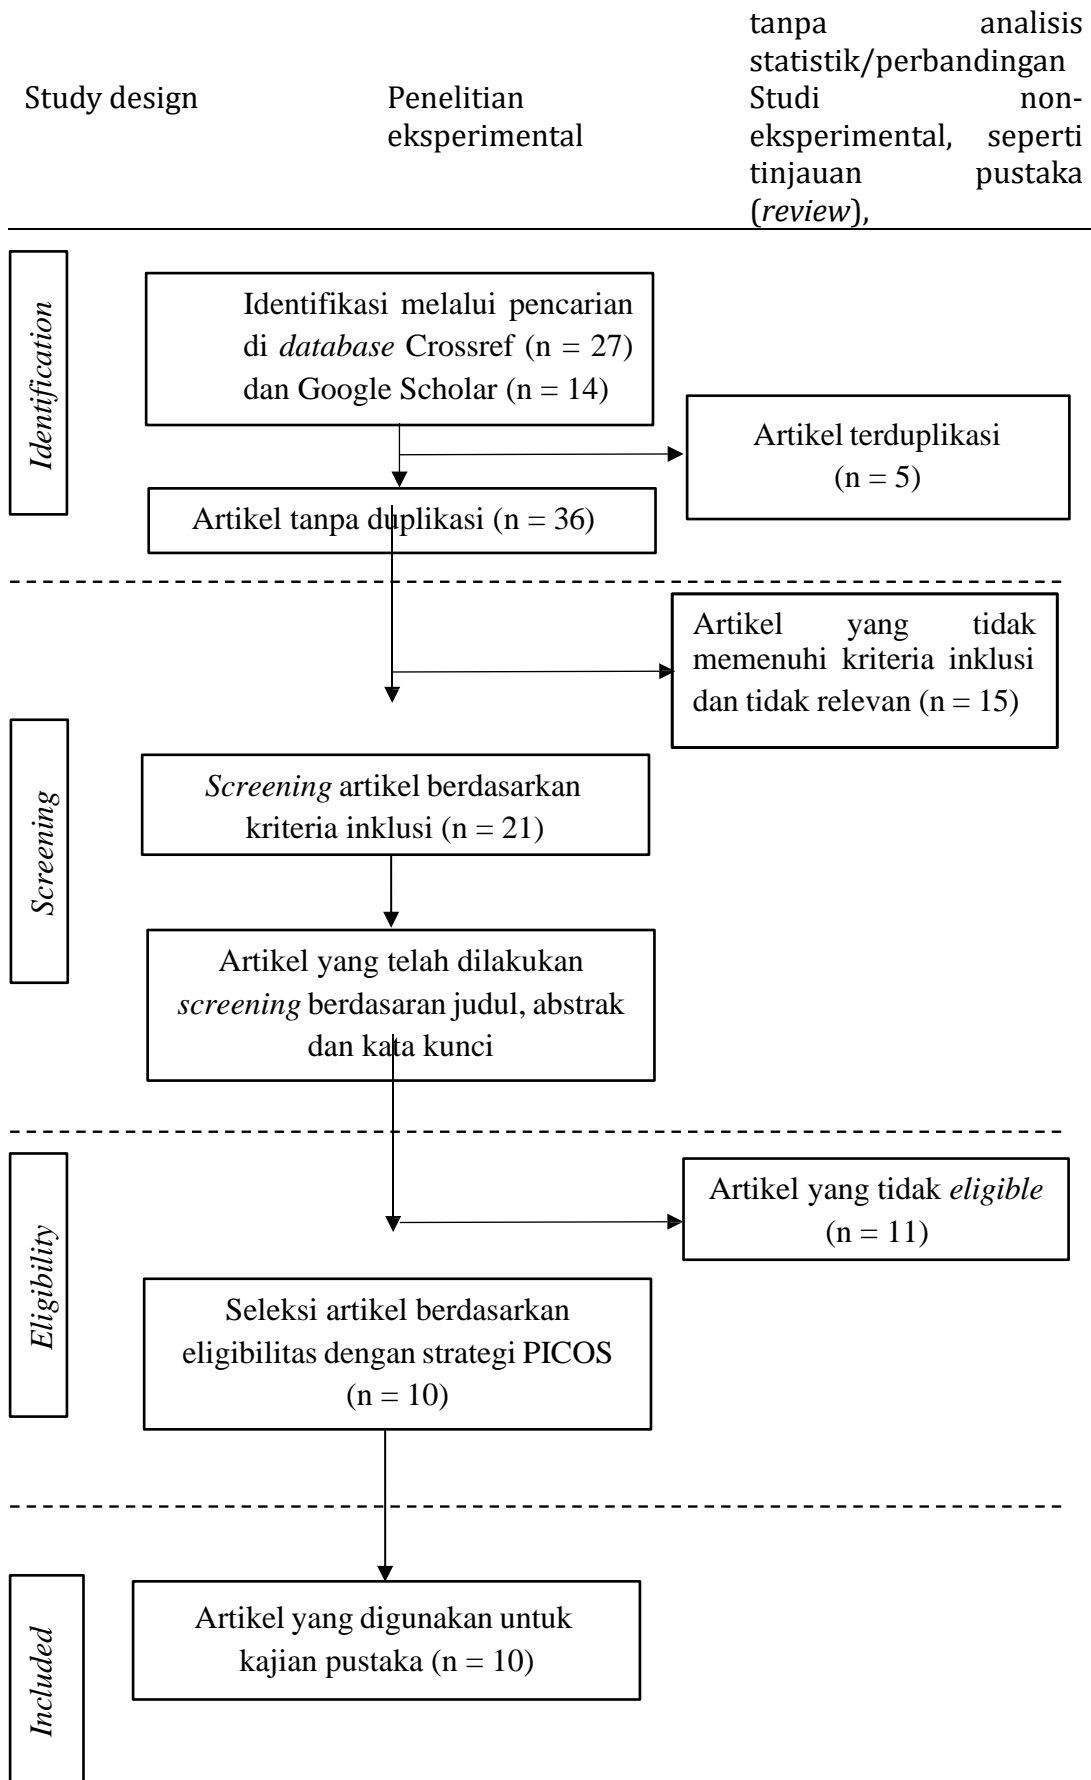 Study design
Penelitian
eksperimental
tanpa analisis
statistik/perbandingan
Studi non-
eksperimental, seperti
tinjauan pustaka
(review),
Identification
Identifikasi melalui pencarian
di database Crossref (n = 27)
dan Google Scholar (n = 14)
Artikel terduplikasi
(n = 5)
Artikel tanpa duplikasi (n = 36)
Artikel yang tidak
memenuhi kriteria inklusi
dan tidak relevan (n = 15)
Screening
Screening artikel berdasarkan
kriteria inklusi (n = 21)
Artikel yang telah dilakukan
screening berdasaran judul, abstrak
dan kata kunci
Eligibility
Artikel yang tidak eligible
(n = 11)
Seleksi artikel berdasarkan
eligibilitas dengan strategi PICOS
(n = 10)
Included
Artikel yang digunakan untuk
kajian pustaka (n = 10)